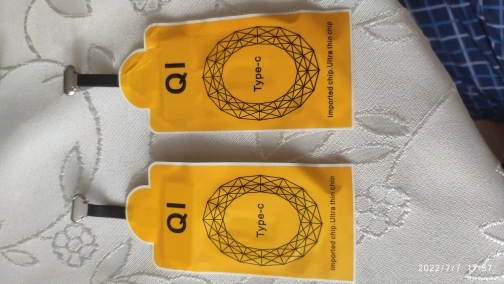 QI
Type-c
Imported chip. Ultra thin chip
QI
Type-c
Imported chip. Ultra thin chip
2022/7/7 17:57